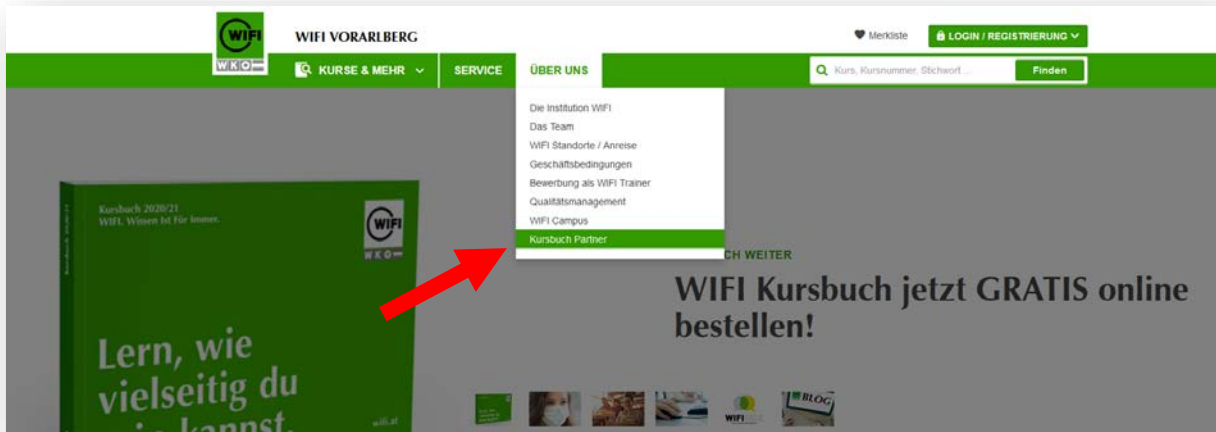 WIFI
WKO
WIFI VORARLBERG
Merkliste
LOGIN / REGISTRIERUNG
KURSE & MEHR
SERVICE
ÜBER UNS
Kurs, Kursnummer, Stichwort ...
Finden
Die Institution WIFI
Das Team
WIFI Standorte / Anreise
Geschäftsbedingungen
Bewerbung als WIFI Trainer
Qualitätsmanagement
WIFI Campus
Kursbuch Partner
Kursbuch 2020/21
WIFI. Wissen Ist Für Immer.
WIFI
WKO
Lern, wie
vielseitig du
kannst.
wifi.at
CH WEITER
WIFI Kursbuch jetzt GRATIS online
bestellen!
WIFI
BLOG